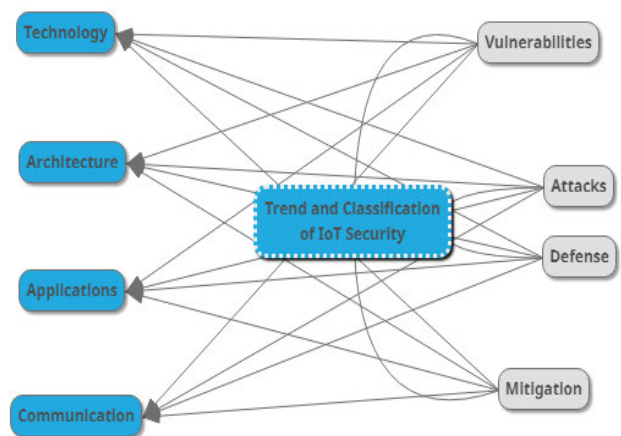 Technology
Vulnerabilities
Architecture
Attacks
Trend and Classification
of IoT Security
Defense
Applications
Mitigation
Communication